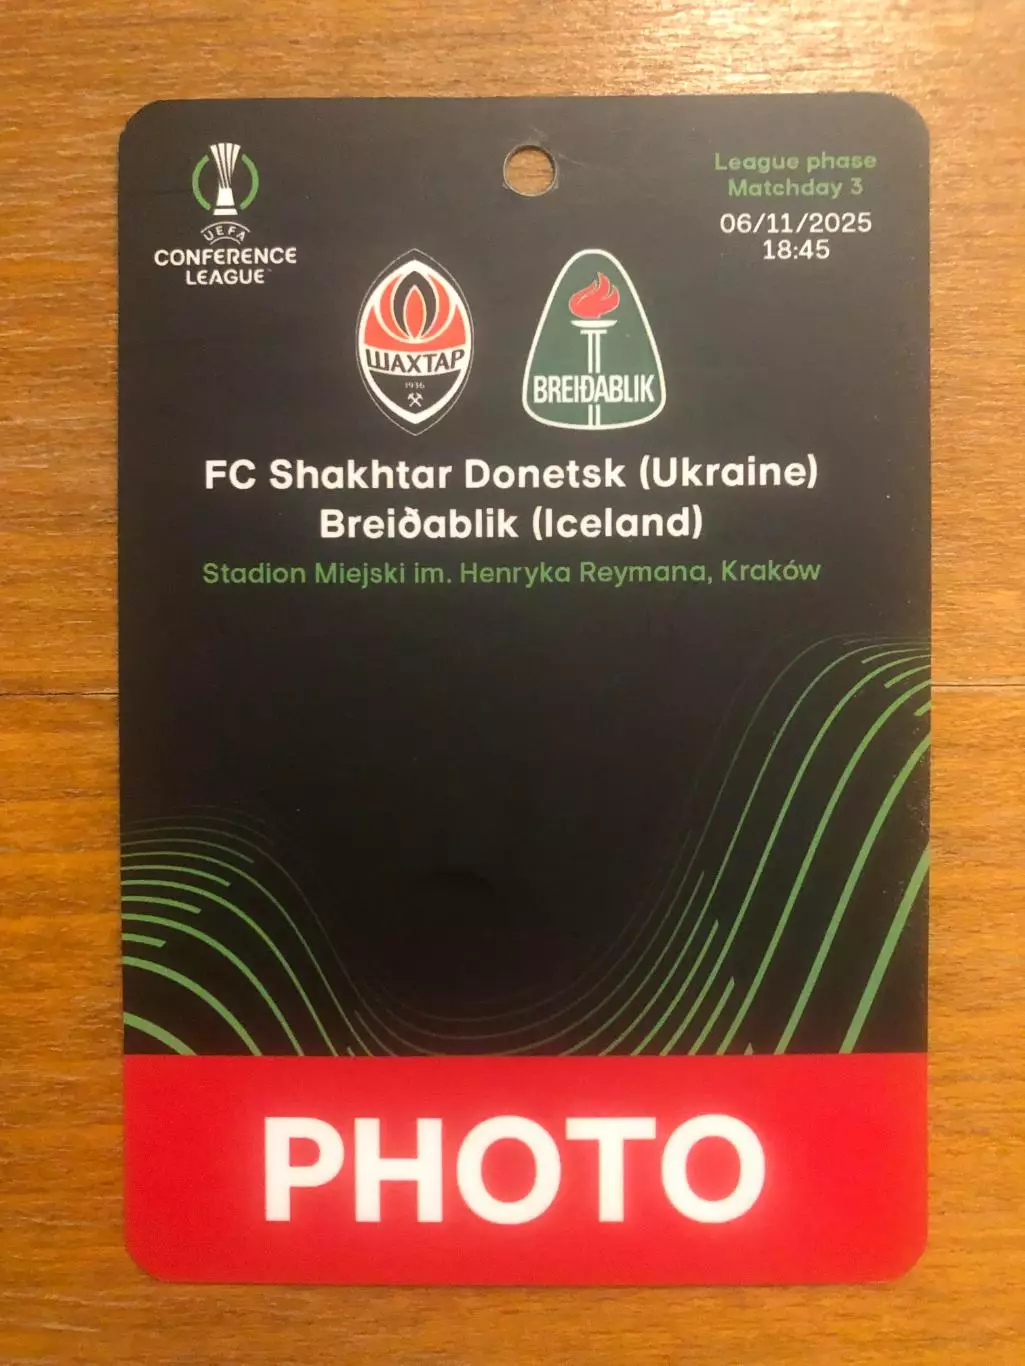 UEFA
CONFERENCE
LEAGUE™
League phase
Matchday 3
06/11/2025
18:45
ШАХТАР
1936
BREIÐABLIK
FC Shakhtar Donetsk (Ukraine)
Breiðablik (Iceland)
Stadion Miejski im. Henryka Reymana, Kraków
PHOTO